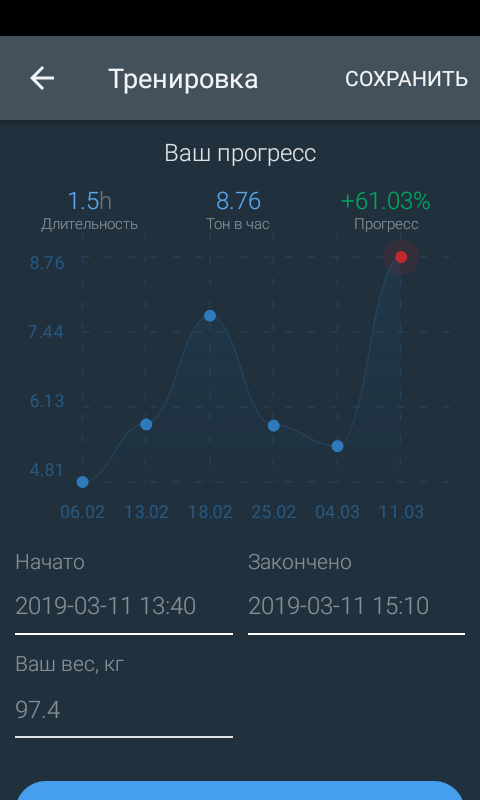 Тренировка
СОХРАНИТЬ
Ваш прогресс
1.5h 8.76 +61.03%
Длительность Тон в час Прогресс
8.76
7.44
6.13
4.81
06.02 13.02 18.02 25.02 04.03 11.03
Начато Закончено
2019-03-11 13:40 2019-03-11 15:10
Ваш вес, кг
97.4